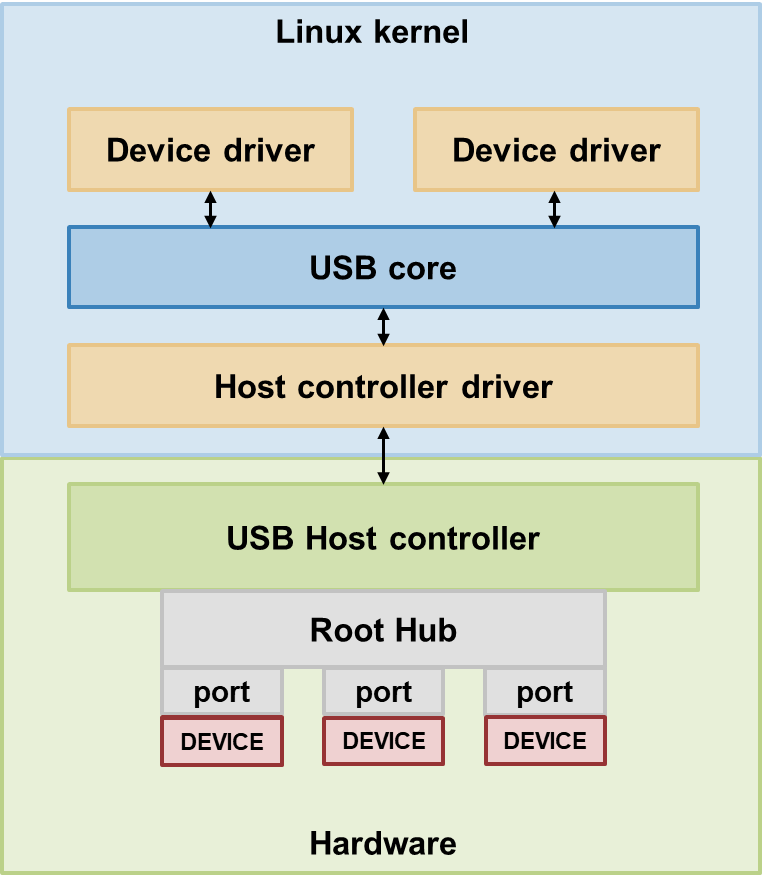 Linux kernel
Device driver
Device driver
USB core
Host controller driver
USB Host controller
Root Hub
port
port
port
DEVICE
DEVICE
DEVICE
Hardware